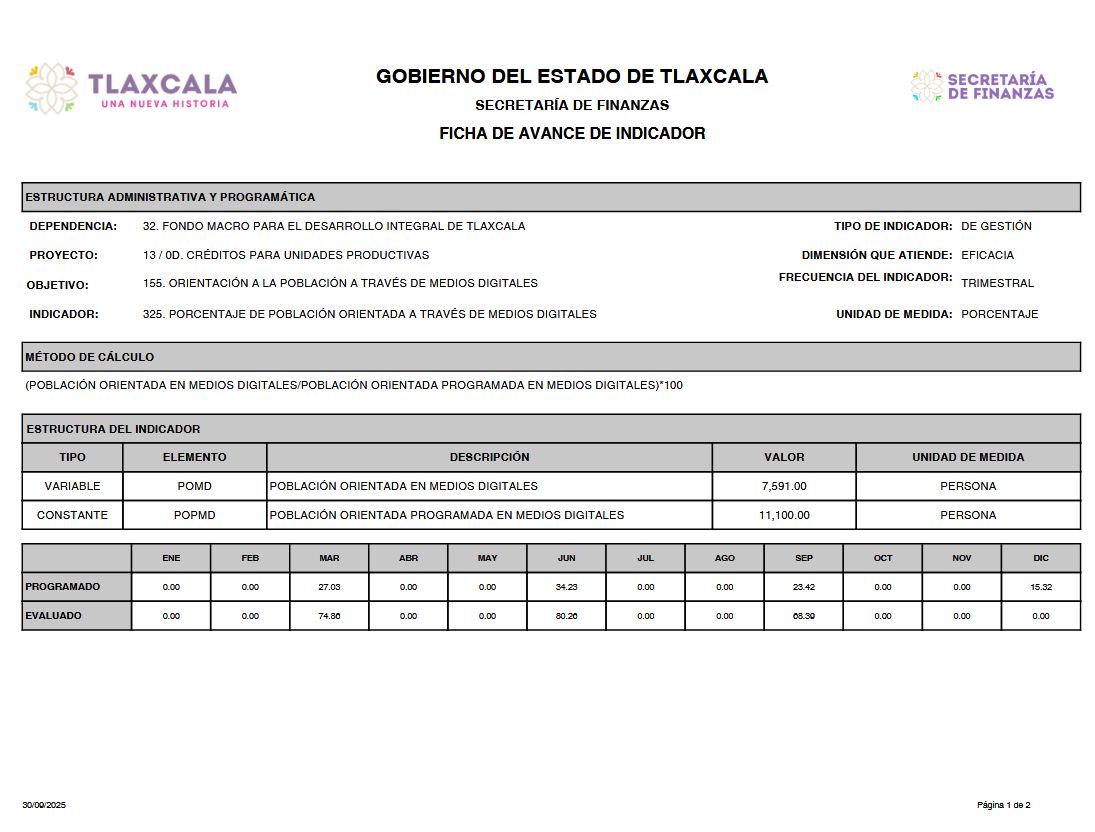 TLAXCALA
UNA NUEVA HISTORIA
GOBIERNO DEL ESTADO DE TLAXCALA
SECRETARÍA DE FINANZAS
FICHA DE AVANCE DE INDICADOR
SECRETARÍA
DE FINANZAS
ESTRUCTURA ADMINISTRATIVA Y PROGRAMÁTICA
DEPENDENCIA: 32. FONDO MACRO PARA EL DESARROLLO INTEGRAL DE TLAXCALA TIPO DE INDICADOR: DE GESTIÓN
PROYECTO: 13 / 0D. CRÉDITOS PARA UNIDADES PRODUCTIVAS DIMENSIÓN QUE ATIENDE: EFICACIA
OBJETIVO: 155. ORIENTACIÓN A LA POBLACIÓN A TRAVÉS DE MEDIOS DIGITALES FRECUENCIA DEL INDICADOR: TRIMESTRAL
INDICADOR: 325. PORCENTAJE DE POBLACIÓN ORIENTADA A TRAVÉS DE MEDIOS DIGITALES UNIDAD DE MEDIDA: PORCENTAJE
MÉTODO DE CÁLCULO
(POBLACIÓN ORIENTADA EN MEDIOS DIGITALES/POBLACIÓN ORIENTADA PROGRAMADA EN MEDIOS DIGITALES)*100
ESTRUCTURA DEL INDICADOR
TIPO ELEMENTO DESCRIPCIÓN VALOR UNIDAD DE MEDIDA
VARIABLE POMD POBLACIÓN ORIENTADA EN MEDIOS DIGITALES 7,591.00 PERSONA
CONSTANTE POPMD POBLACIÓN ORIENTADA PROGRAMADA EN MEDIOS DIGITALES 11,100.00 PERSONA
ENE FEB MAR ABR MAY JUN JUL AGO SEP OCT NOV DIC
PROGRAMADO 0.00 0.00 27.03 0.00 0.00 34.23 0.00 0.00 23.42 0.00 0.00 15.32
EVALUADO 0.00 0.00 74.86 0.00 0.00 80.26 0.00 0.00 68.39 0.00 0.00 0.00
30/09/2025 Página 1 de 2